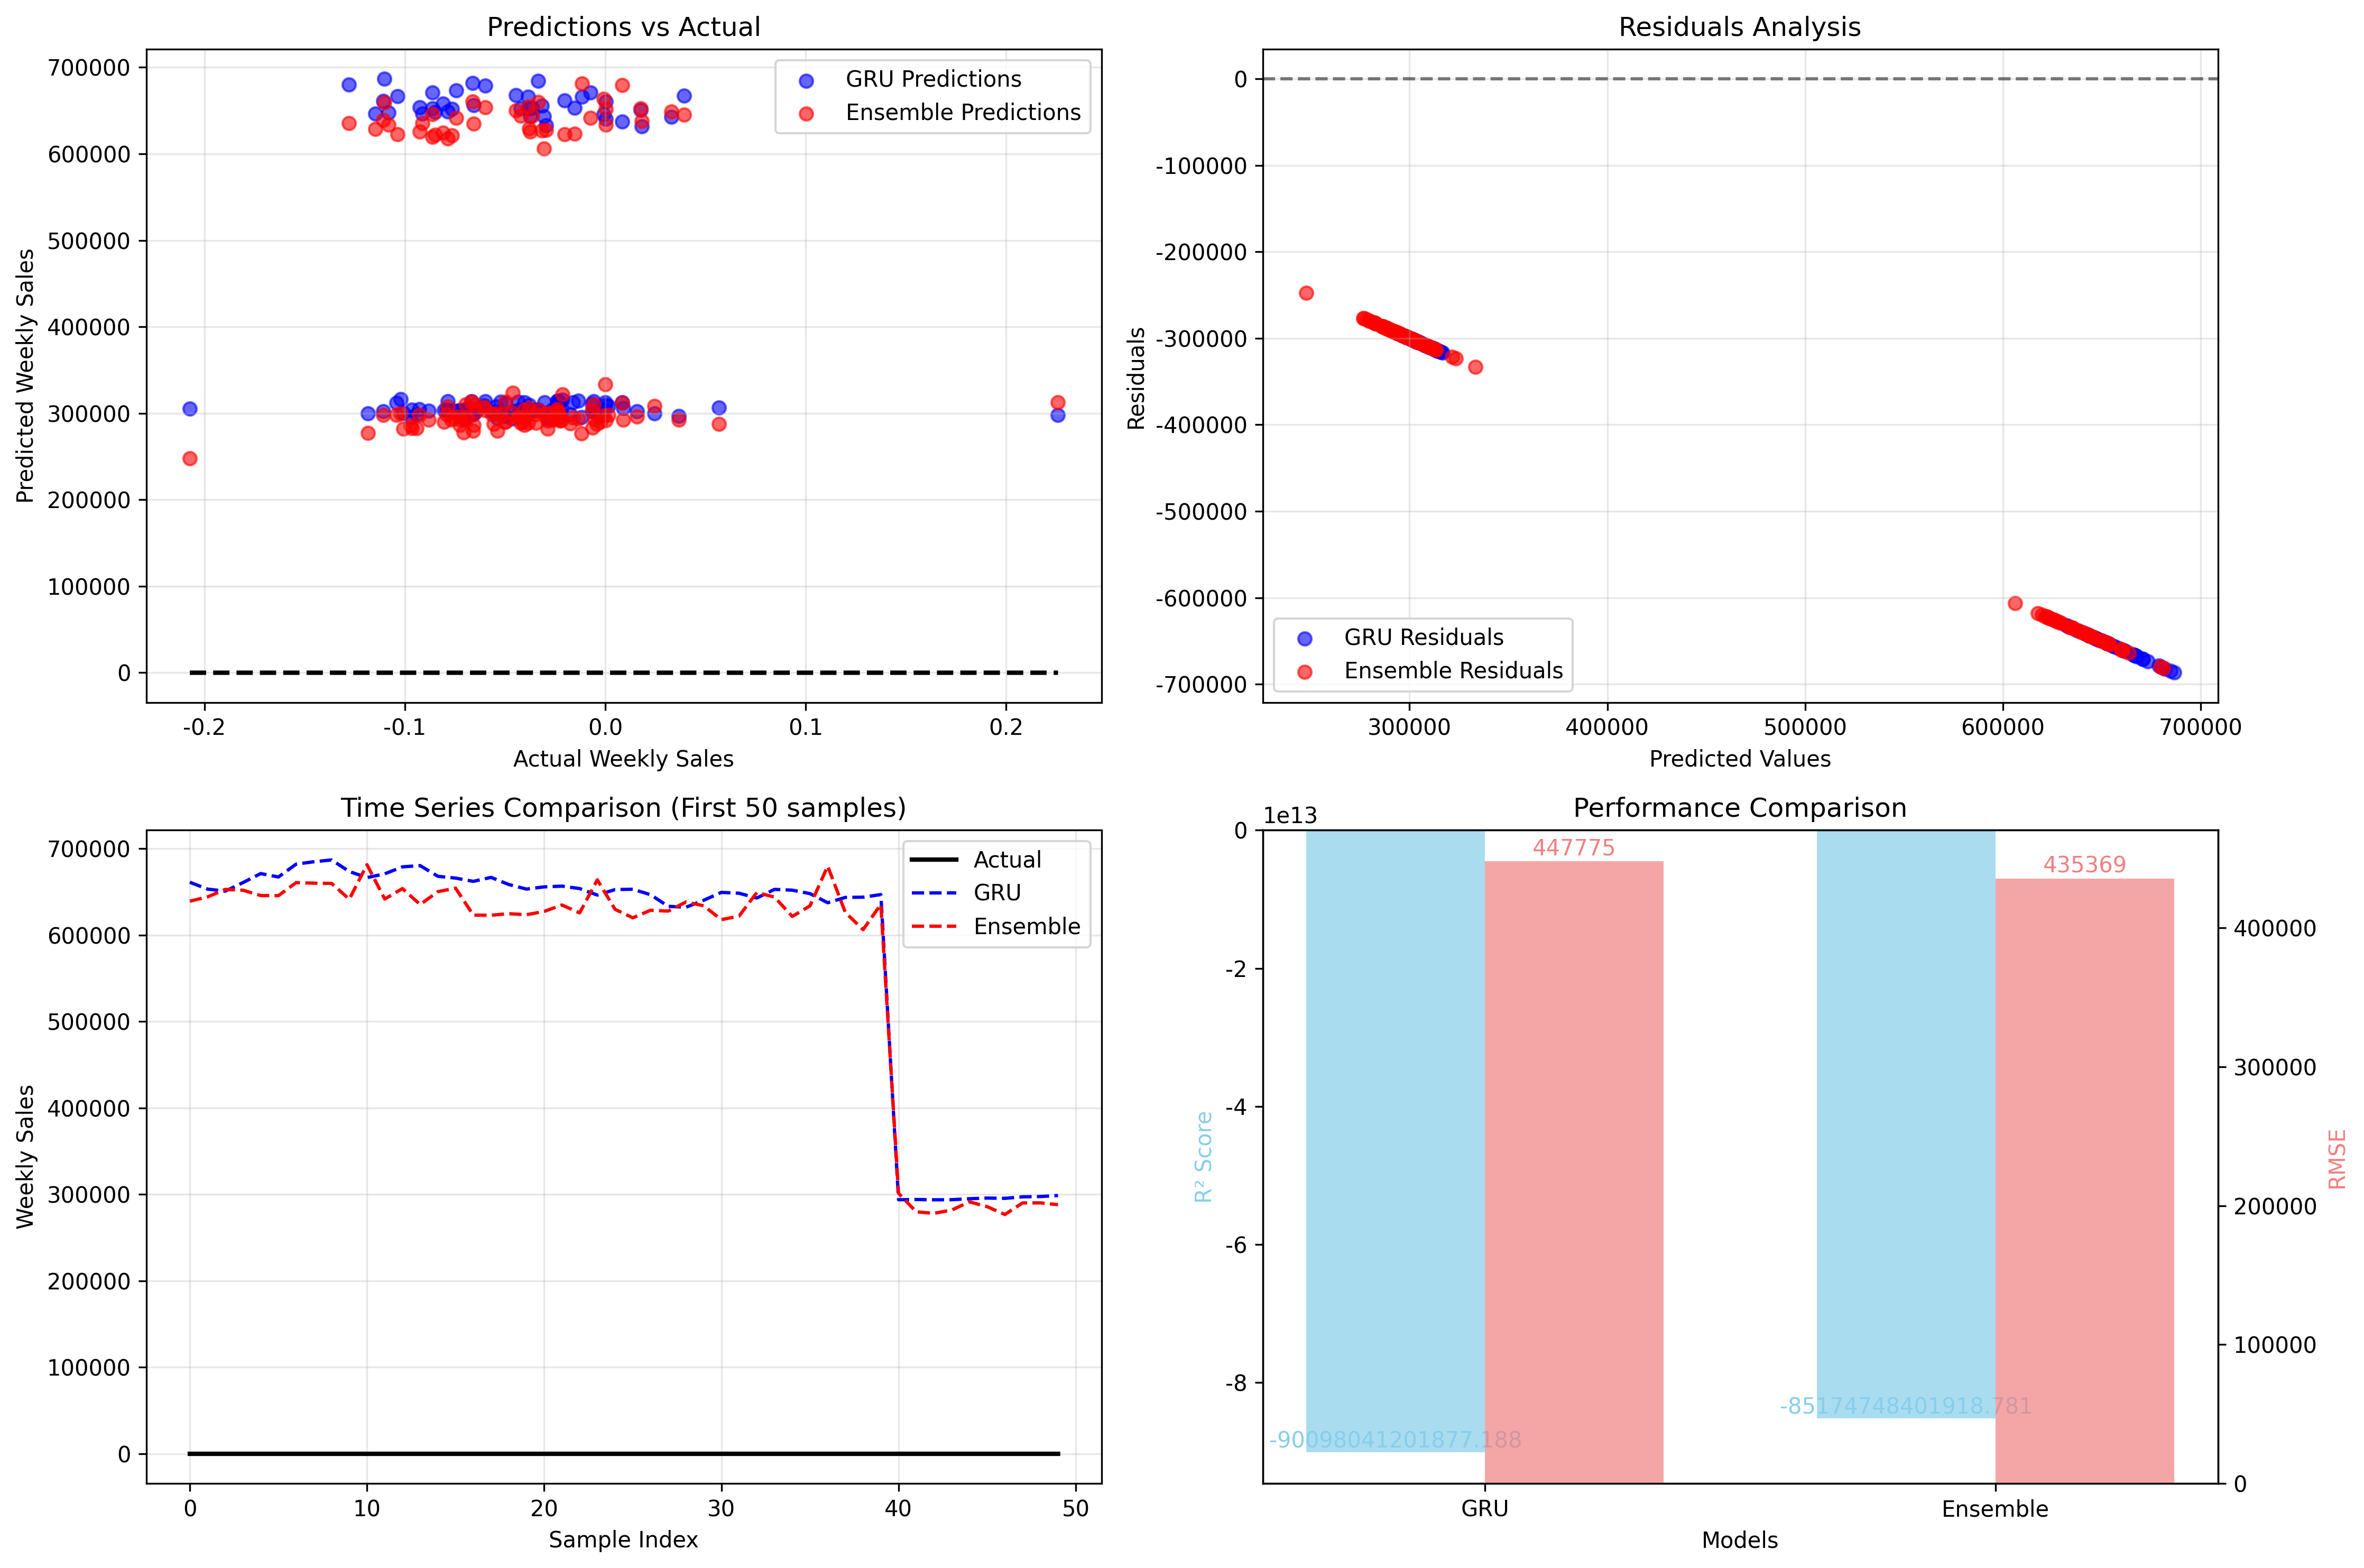 Predictions vs Actual
700000
600000
500000
400000
300000
200000
100000
0
Predicted Weekly Sales
GRU Predictions
Ensemble Predictions
-0.2 -0.1 0.0 0.1 0.2
Actual Weekly Sales
Residuals Analysis
0
-100000
-200000
-300000
-400000
-500000
-600000
-700000
Residuals
GRU Residuals
Ensemble Residuals
300000 400000 500000 600000 700000
Predicted Values
Time Series Comparison (First 50 samples)
700000
600000
500000
400000
300000
200000
100000
0
Weekly Sales
Actual
GRU
Ensemble
0 10 20 30 40 50
Sample Index
Performance Comparison
1e13
0
-2
-4
-6
-8
R² Score
447775
435369
-90098041201877.188
-85174748401918.781
400000
300000
200000
100000
0
RMSE
GRU Ensemble
Models